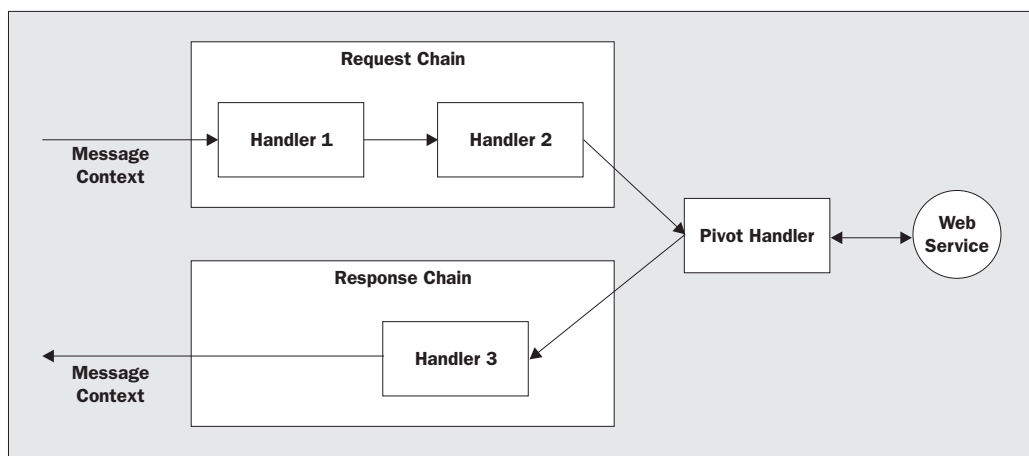 Request Chain
Handler 1
Handler 2
Message
Context
Pivot Handler
Web
Service
Response Chain
Handler 3
Message
Context